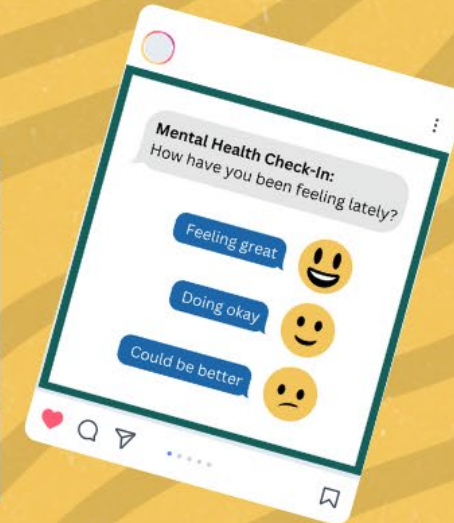 Mental Health Check-In:
How have you been feeling lately?
Feeling great
Doing okay
Could be better